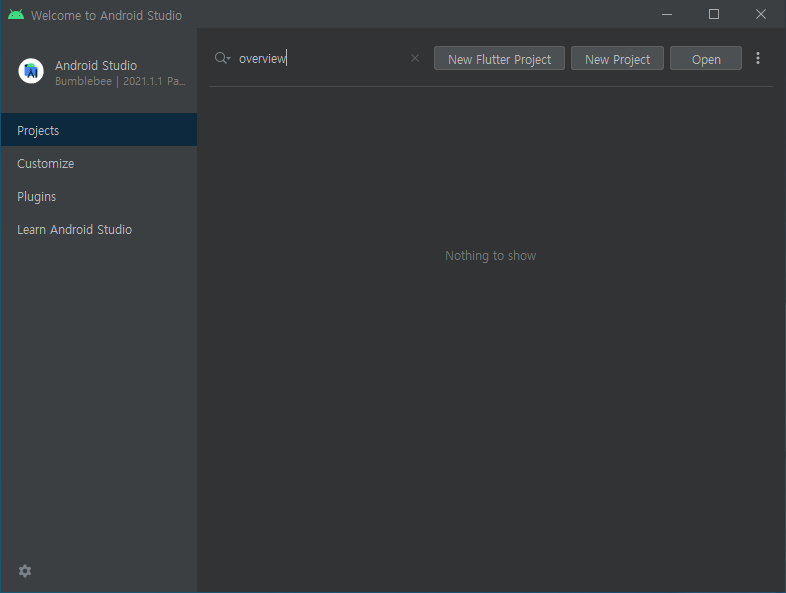 Welcome to Android Studio
Android Studio
Bumblebee | 2021.1.1 Pa...
Projects
Customize
Plugins
Learn Android Studio
overview
New Flutter Project
New Project
Open
Nothing to show